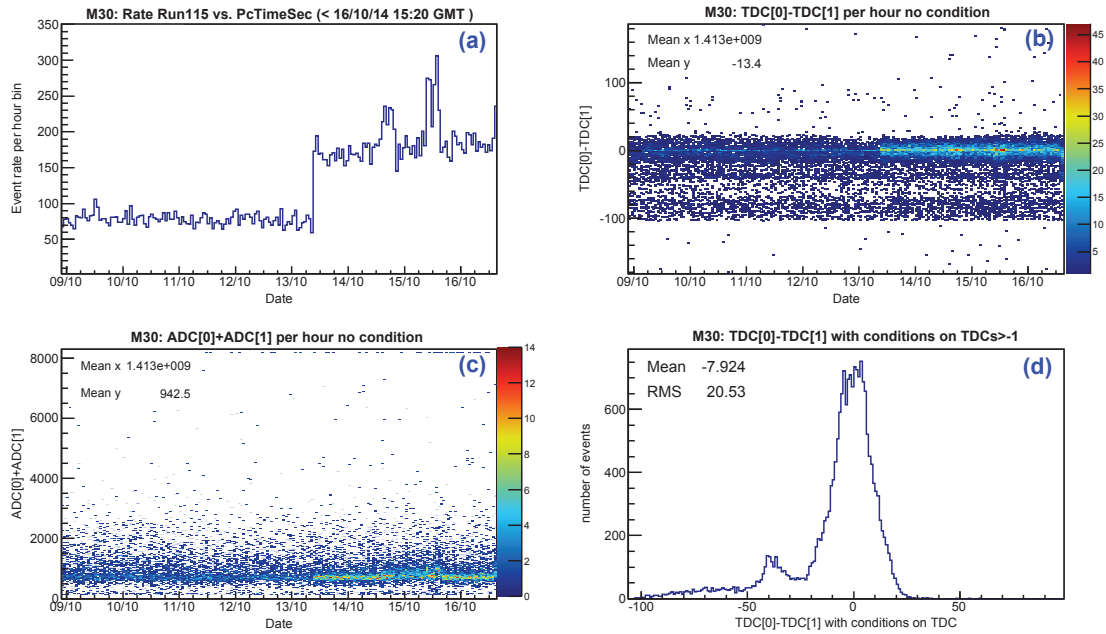 M30: Rate Run115 vs. PcTimeSec (< 16/10/14 15:20 GMT )
(a)
Event rate per hour bin
350
300
250
200
150
100
50
09/10 10/10 11/10 12/10 13/10 14/10 15/10 16/10
Date
M30: TDC[0]-TDC[1] per hour no condition
(b)
Mean x 1.413e+009
Mean y -13.4
TDC[0]-TDC[1]
100
0
-100
09/10 10/10 11/10 12/10 13/10 14/10 15/10 16/10
Date
45
40
35
30
25
20
15
10
5
M30: ADC[0]+ADC[1] per hour no condition
(c)
Mean x 1.413e+009
Mean y 942.5
ADC[0]+ADC[1]
8000
6000
4000
2000
0
09/10 10/10 11/10 12/10 13/10 14/10 15/10 16/10
Date
14
12
10
8
6
4
2
0
M30: TDC[0]-TDC[1] with conditions on TDCs>-1
(d)
Mean -7.924
RMS 20.53
number of events
600
400
200
0
-100 -50 0 50
TDC[0]-TDC[1] with conditions on TDC